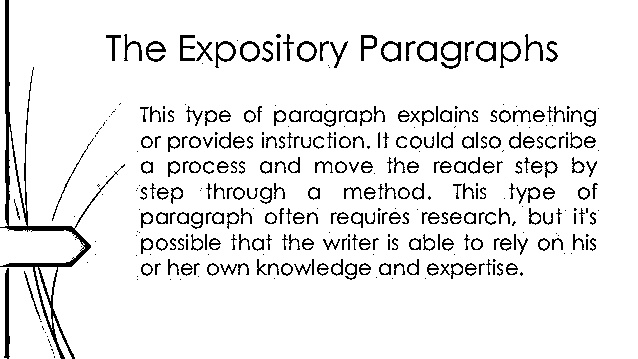 The Expository Paragraphs
This type of paragraph explains something
or provides instruction. It could also describe
a process and move the reader step by
step through a method. This type of
paragraph often requires research, but it's
possible that the writer is able to rely on his
or her own knowledge and expertise.